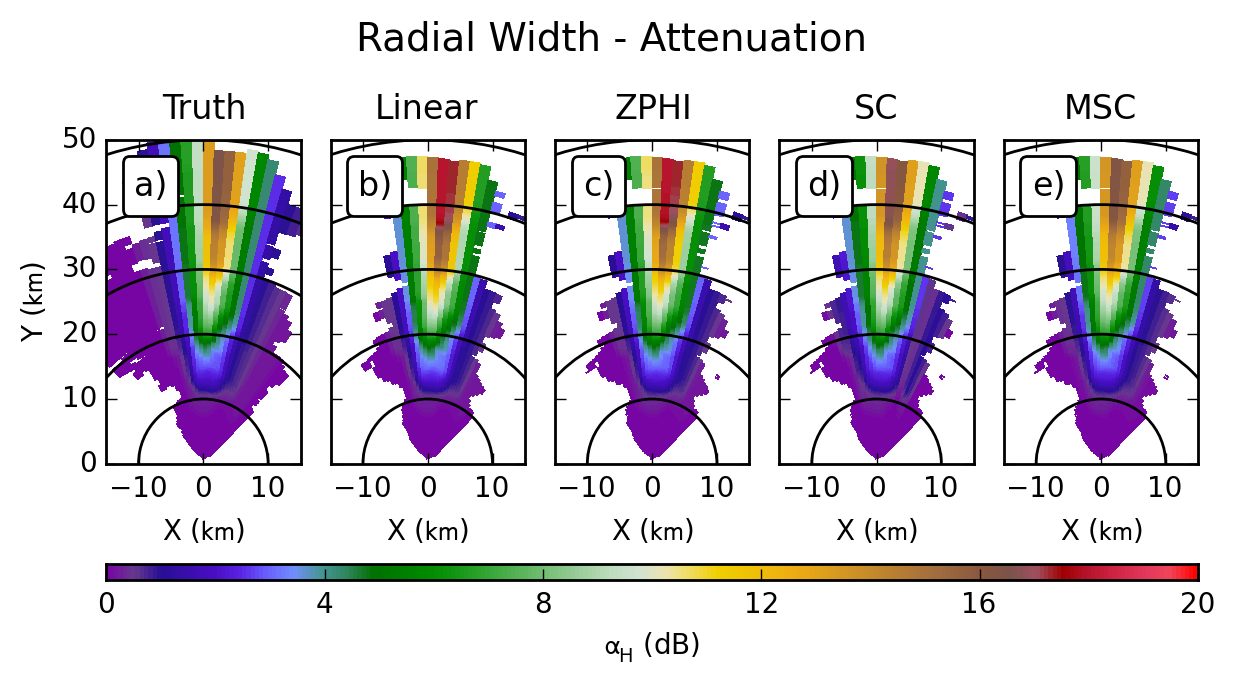 Radial Width - Attenuation
Truth Linear ZPHI SC MSC
50
a) b) c) d) e)
40
30
20
10
0
Y (km)
−10 0 10 −10 0 10 −10 0 10 −10 0 10 −10 0 10
X (km) X (km) X (km) X (km) X (km)
0 4 8 12 16 20
αH (dB)